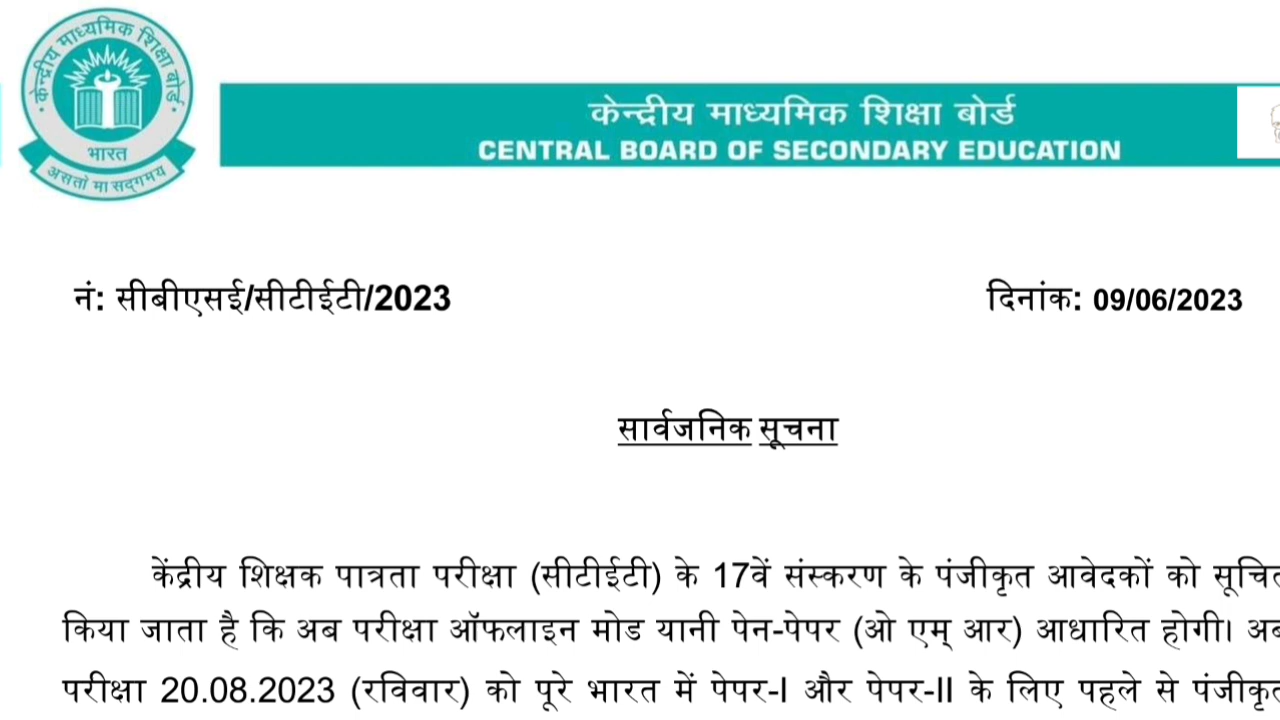 केन्द्रीय माध्यमिक शिक्षा बोर्ड
भारत
असतो मा सद्गमय
केन्द्रीय माध्यमिक शिक्षा बोर्ड
CENTRAL BOARD OF SECONDARY EDUCATION
नं: सीबीएसई/सीटीईटी/2023 दिनांक: 09/06/2023
सार्वजनिक सूचना
केंद्रीय शिक्षक पात्रता परीक्षा (सीटीईटी) के 17वें संस्करण के पंजीकृत आवेदकों को
किया जाता है कि अब परीक्षा ऑफलाइन मोड यानी पेन-पेपर (ओ एम् आर) आधारित होगी।
परीक्षा 20.08.2023 (रविवार) को पूरे भारत में पेपर-I और पेपर-II के लिए पहले से